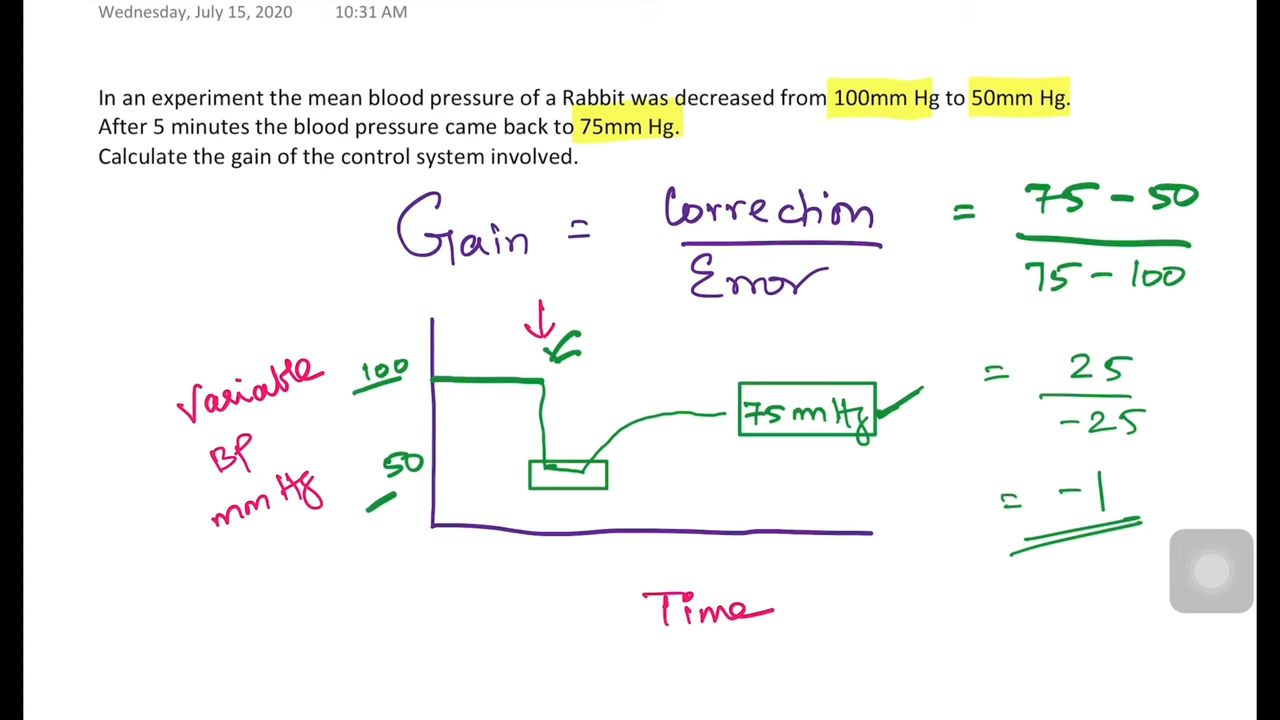 Wednesday, July 15, 2020 10:31 AM
In an experiment the mean blood pressure of a Rabbit was decreased from 100mm Hg to 50mm Hg.
After 5 minutes the blood pressure came back to 75mm Hg.
Calculate the gain of the control system involved.
Gain = Correction / Error = 75 - 50 / 75 - 100
= 25 / -25
= -1
Variable
BP
mm Hg
100
50
75 mm Hg
Time